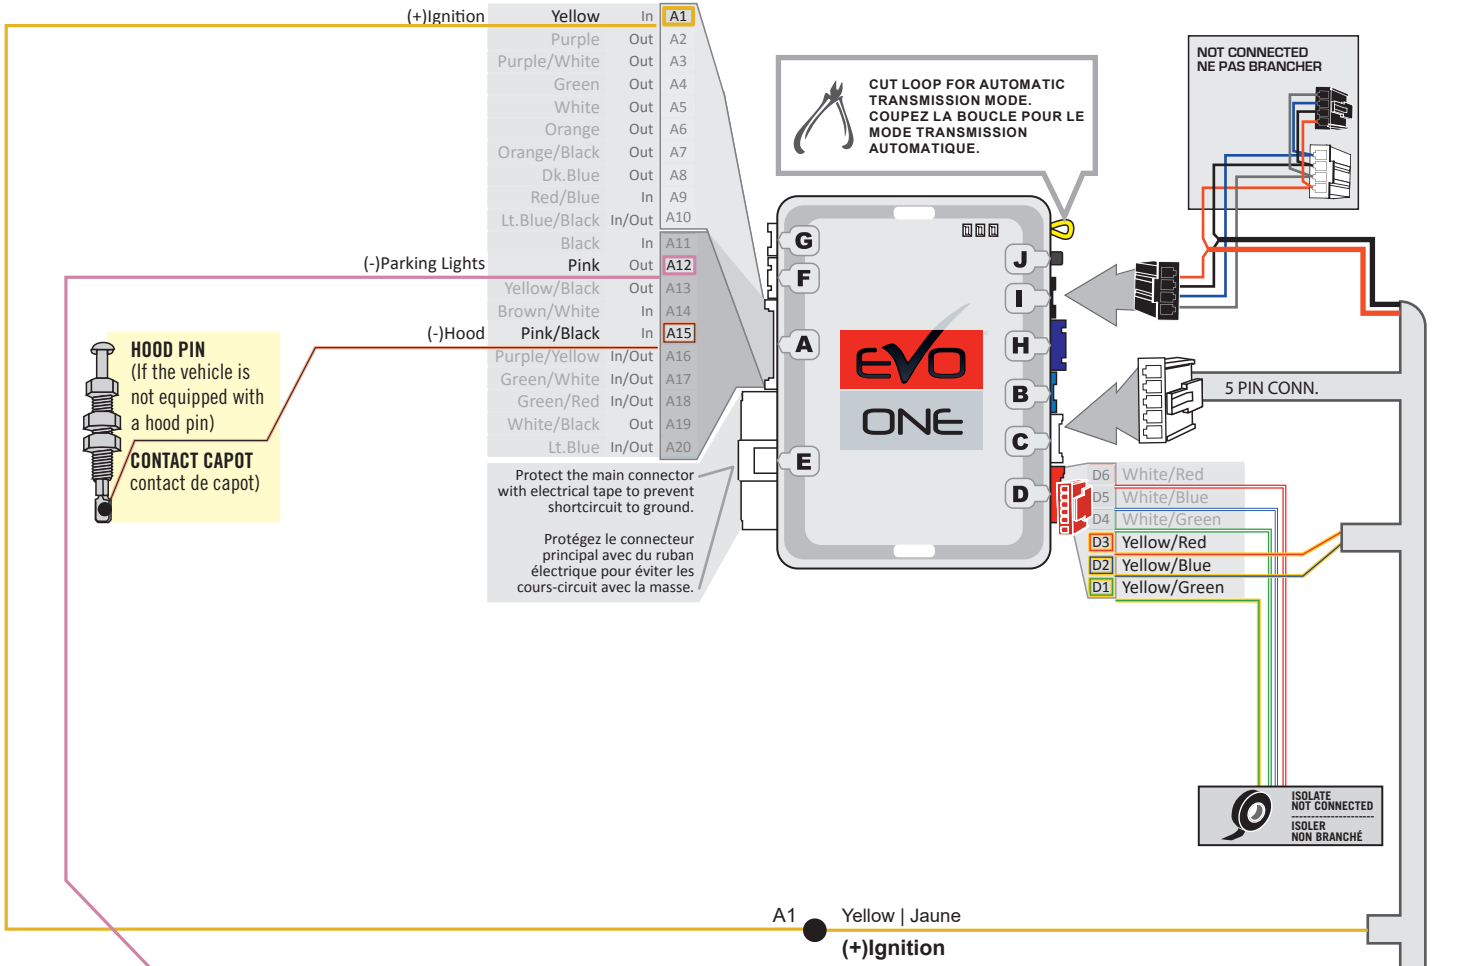 (+)Ignition Yellow In A1
Purple Out A2
Purple/White Out A3
Green Out A4
White Out A5
Orange Out A6
Orange/Black Out A7
Dk.Blue Out A8
Red/Blue In A9
Lt.Blue/Black In/Out A10
Black In A11
(-)Parking Lights Pink Out A12
Yellow/Black Out A13
Brown/White In A14
(-)Hood Pink/Black In A15
Purple/Yellow In/Out A16
Green/White In/Out A17
Green/Red In/Out A18
White/Black Out A19
Lt.Blue In/Out A20
HOOD PIN
(If the vehicle is
not equipped with
a hood pin)
CONTACT CAPOT
contact de capot)
Protect the main connector
with electrical tape to prevent
shortcircuit to ground.
Protégez le connecteur
principal avec du ruban
électrique pour éviter les
cours-circuit avec la masse.
CUT LOOP FOR AUTOMATIC
TRANSMISSION MODE.
COUPEZ LA BOUCLE POUR LE
MODE TRANSMISSION
AUTOMATIQUE.
NOT CONNECTED
NE PAS BRANCHER
G
F
A
E
J
I
H
B
C
D
EVO
ONE
5 PIN CONN.
D6 White/Red
D5 White/Blue
D4 White/Green
D3 Yellow/Red
D2 Yellow/Blue
D1 Yellow/Green
ISOLATE
NOT CONNECTED
ISOLER
NON BRANCHÉ
A1 Yellow | Jaune
(+)Ignition